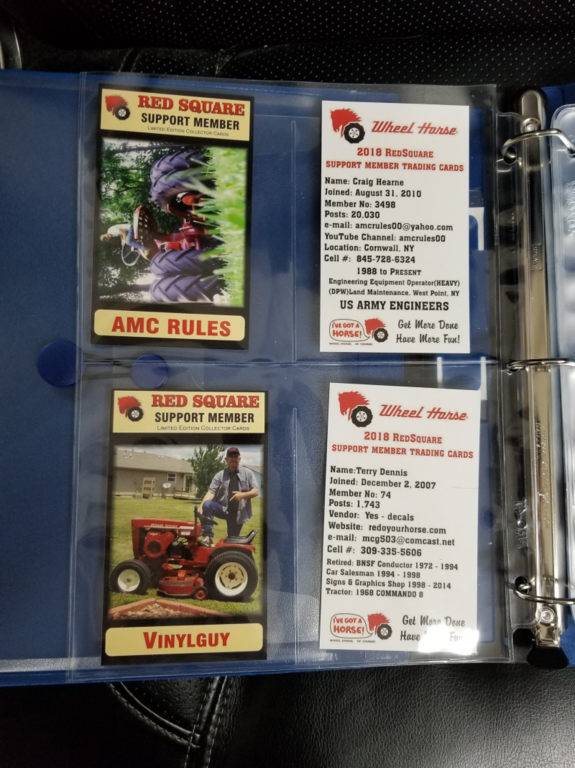 RED SQUARE
SUPPORT MEMBER
LIMITED EDITION COLLECTOR CARDS
AMC RULES
Wheel Horse
2018 REDSQUARE
SUPPORT MEMBER TRADING CARDS
Name: Craig Hearne
Joined: August 31, 2010
Member No: 3498
Posts: 20,030
e-mail: amcrules00@yahoo.com
YouTube Channel: amcrules00
Location: Cornwall, NY
Cell #: 845-728-6324
1988 to Present
Engineering Equipment Operator(HEAVY)
(DPW)Land Maintenance, West Point, NY
US ARMY ENGINEERS
I'VE GOT A
HORSE!
Get More Done
Have More Fun!
RED SQUARE
SUPPORT MEMBER
LIMITED EDITION COLLECTOR CARDS
VINYLGUY
Wheel Horse
2018 REDSQUARE
SUPPORT MEMBER TRADING CARDS
Name:Terry Dennis
Joined: December 2, 2007
Member No: 74
Posts: 1,743
Vendor: Yes - decals
Website: redoyourhorse.com
e-mail: mcg503@comcast.net
Cell #: 309-335-5606
Retired: BNSF Conductor 1972 - 1994
Car Salesman 1994 - 1998
Signs & Graphics Shop 1998 - 2014
Tractor: 1968 COMMANDO 8
I'VE GOT A
HORSE!
Get More Done
Have More Fun!